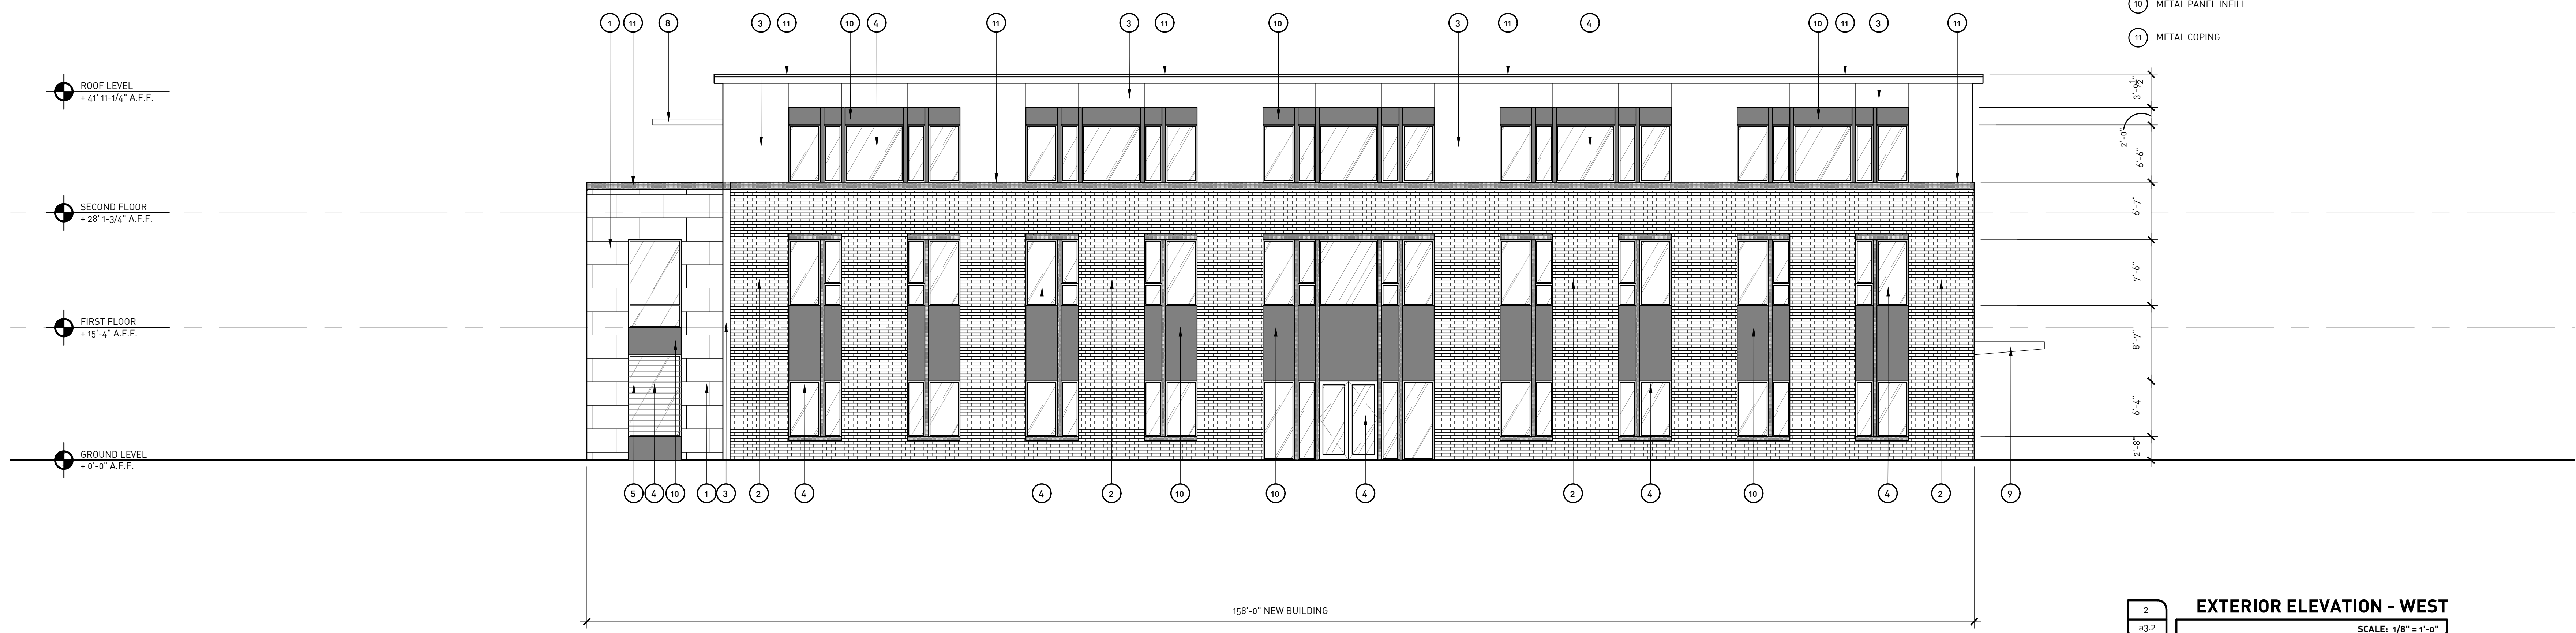 10 METAL PANEL INFILL
1 11 8 3 11 10 4 11 3 11 10 3 11 4 10 11 3 11
11 METAL COPING
ROOF LEVEL
+ 41' 11-1/4" A.F.F.
3'-9½"
2'-0"
6'-6"
SECOND FLOOR
+ 28' 1-3/4" A.F.F.
6'-7"
7'-6"
FIRST FLOOR
+ 15'-4" A.F.F.
8'-7"
6'-4"
GROUND LEVEL
+ 0'-0" A.F.F.
2'-8"
5 4 10 1 3 2 4 4 2 10 10 4 2 4 10 4 2 9
158'-0" NEW BUILDING
2
a3.2
EXTERIOR ELEVATION - WEST
SCALE: 1/8" = 1'-0"